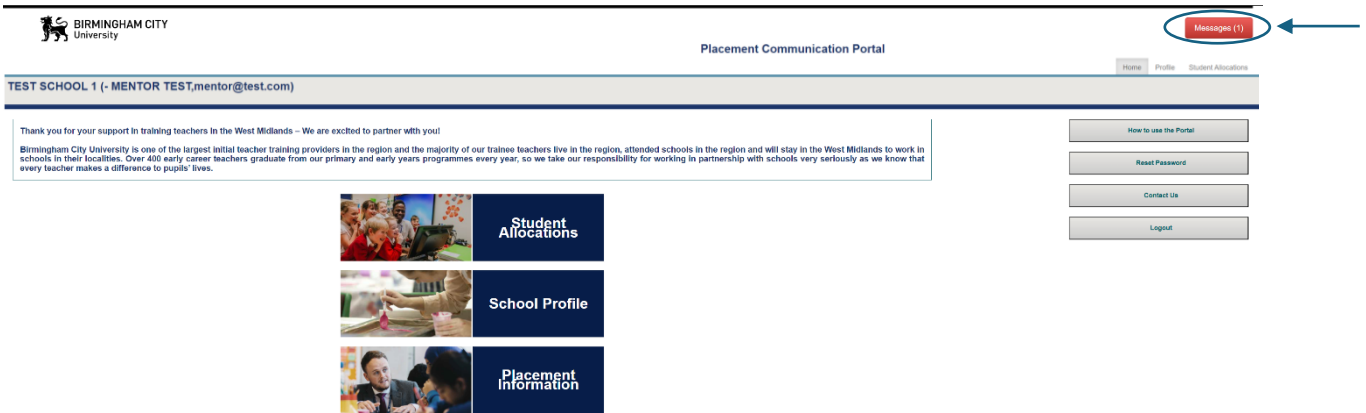 BIRMINGHAM CITY
University
Messages (1)
Placement Communication Portal
Home Profile Student Allocations
TEST SCHOOL 1 (- MENTOR TEST,mentor@test.com)
Thank you for your support in training teachers in the West Midlands – We are excited to partner with you!
Birmingham City University is one of the largest initial teacher training providers in the region and the majority of our trainee teachers live in the region, attended schools in the region and will stay in the West Midlands to work in
schools in their localities. Over 400 early career teachers graduate from our primary and early years programmes every year, so we take our responsibility for working in partnership with schools very seriously as we know that
every teacher makes a difference to pupils' lives.
How to use the Portal
Reset Password
Contact Us
Logout
Student
Allocations
School Profile
Placement
Information